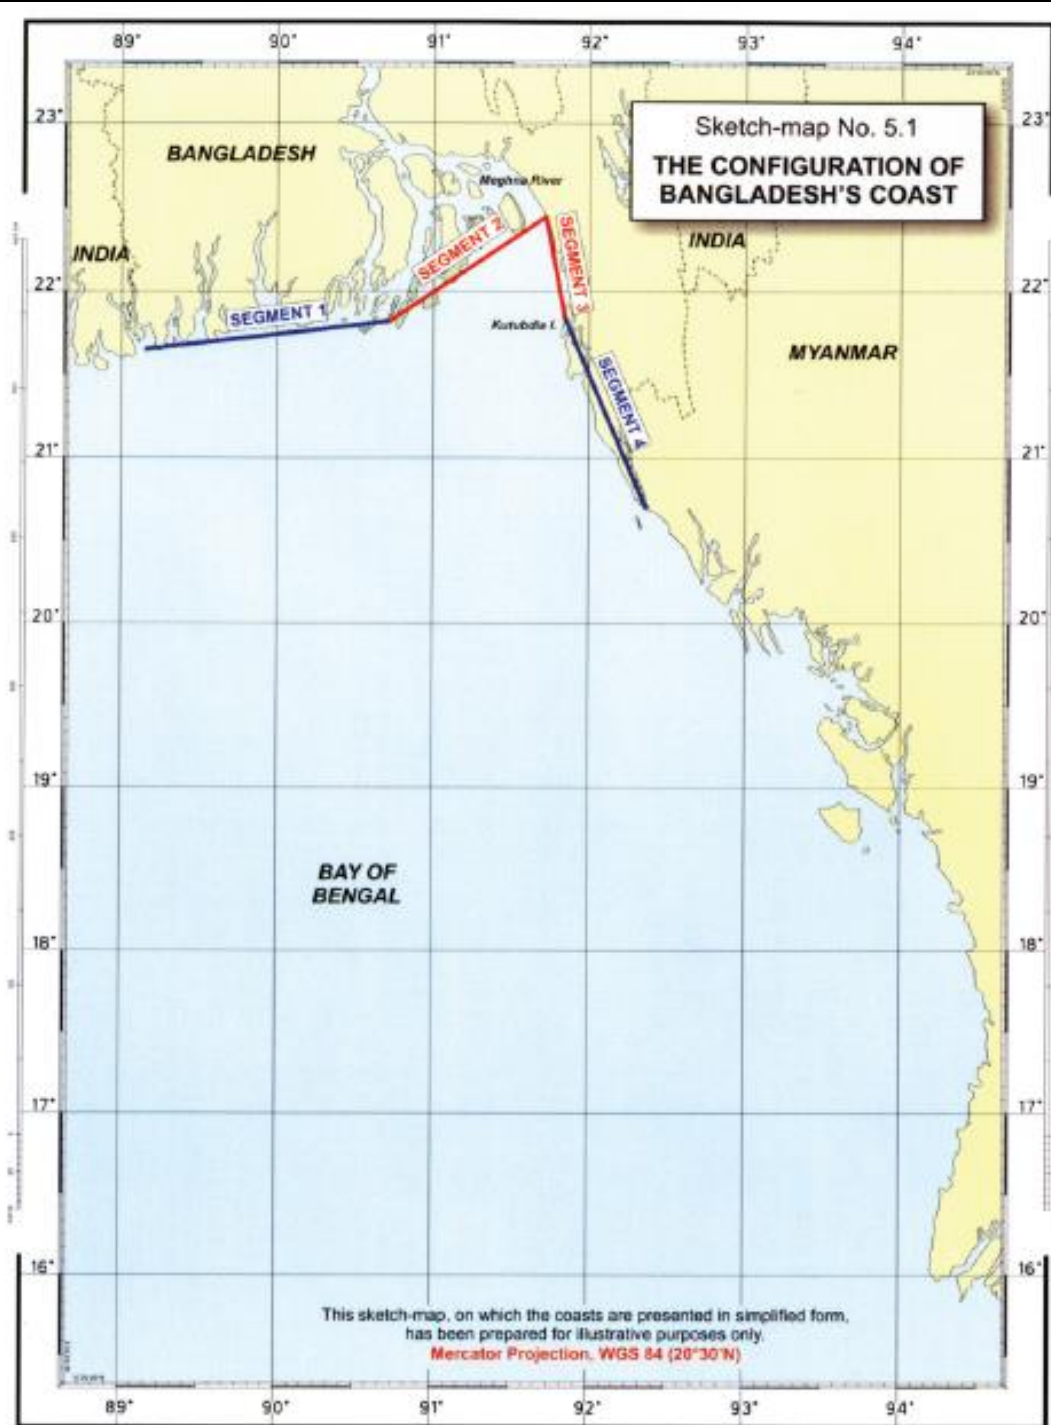 89° 90° 91° 92° 93° 94°
23° 23°
Sketch-map No. 5.1
THE CONFIGURATION OF
BANGLADESH'S COAST
BANGLADESH
Meghna River
INDIA
INDIA
SEGMENT 2
SEGMENT 3
22° 22°
SEGMENT 1
Kutubdia I.
MYANMAR
SEGMENT 4
21° 21°
20° 20°
19° 19°
BAY OF
BENGAL
18° 18°
17° 17°
16° 16°
This sketch-map, on which the coasts are presented in simplified form,
has been prepared for illustrative purposes only.
Mercator Projection, WGS 84 (20°30'N)
89° 90° 91° 92° 93° 94°